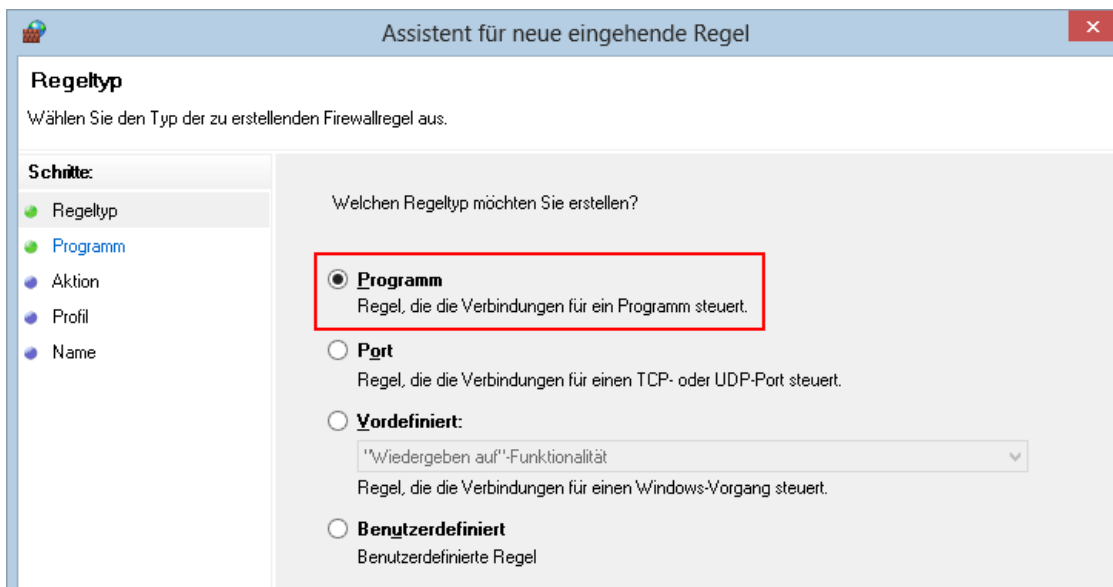 Assistent für neue eingehende Regel
Regeltyp
Wählen Sie den Typ der zu erstellenden Firewallregel aus.
Schritte:
Regeltyp
Programm
Aktion
Profil
Name
Welchen Regeltyp möchten Sie erstellen?
Programm
Regel, die die Verbindungen für ein Programm steuert.
Port
Regel, die die Verbindungen für einen TCP- oder UDP-Port steuert.
Vordefiniert:
"Wiedergeben auf"-Funktionalität
Regel, die die Verbindungen für einen Windows-Vorgang steuert.
Benutzerdefiniert
Benutzerdefinierte Regel